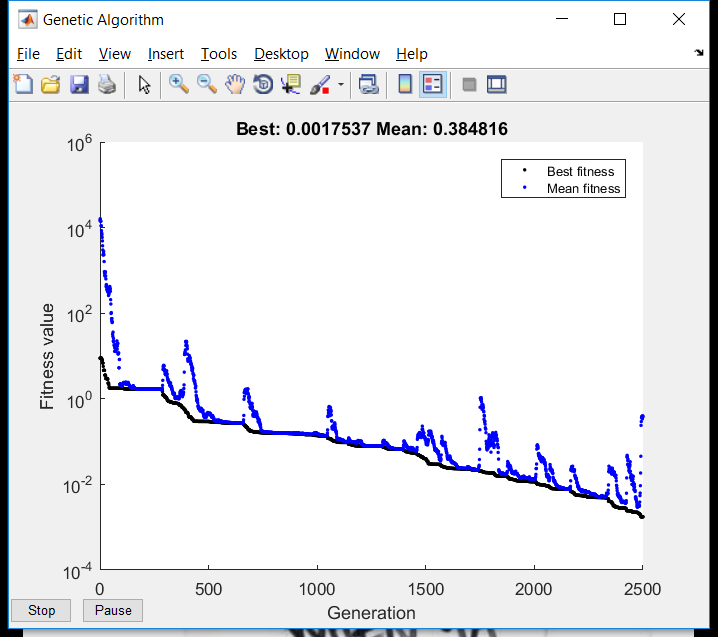 Genetic Algorithm
File Edit View Insert Tools Desktop Window Help
Best: 0.0017537 Mean: 0.384816
Best fitness
Mean fitness
10^6
10^4
10^2
10^0
10^-2
10^-4
Fitness value
0 500 1000 1500 2000 2500
Generation
Stop Pause